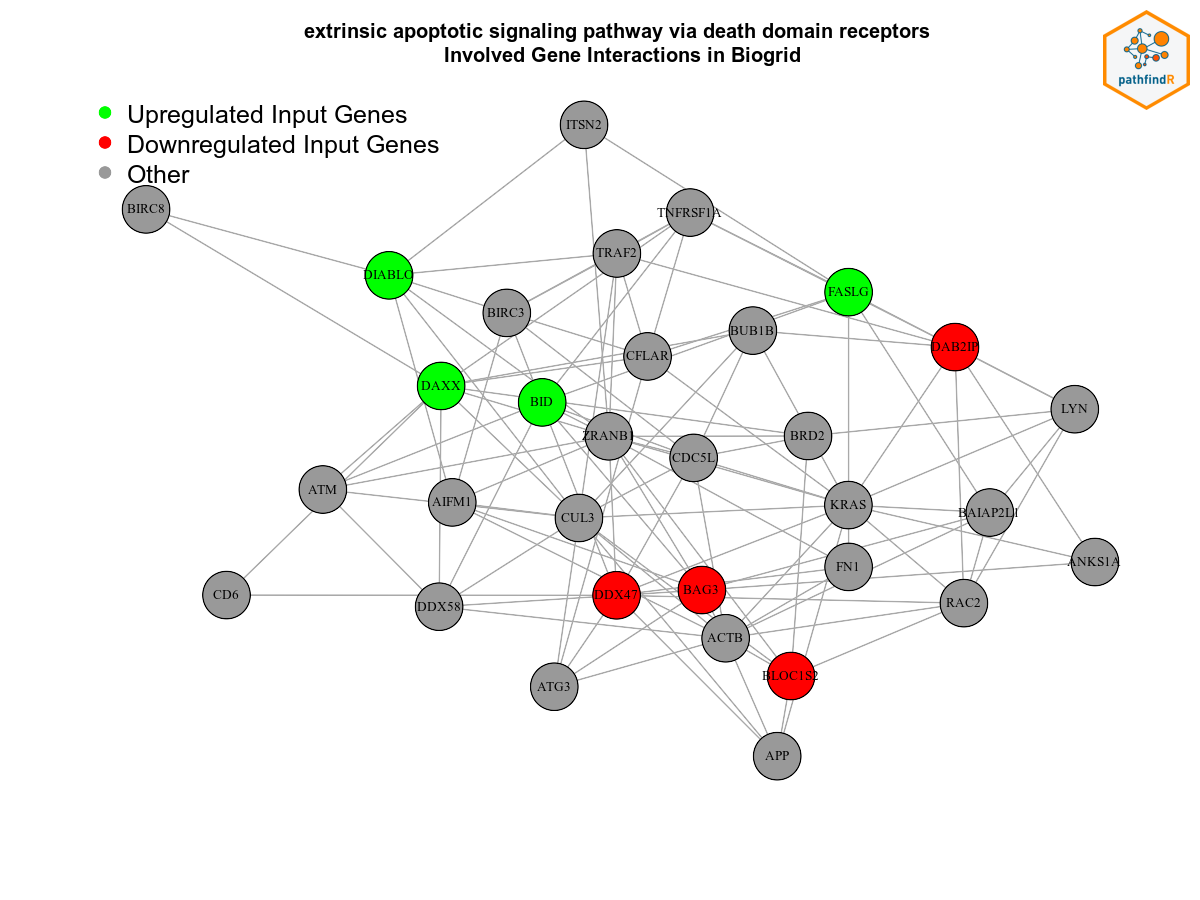 extrinsic apoptotic signaling pathway via death domain receptors
Involved Gene Interactions in Biogrid
pathfindR
Upregulated Input Genes
Downregulated Input Genes
Other
ITSN2
BIRC8
TNFRSF1A
TRAF2
DIABLO
FASLG
BIRC3
BUB1B
DAB2IP
CFLAR
DAXX
BID
LYN
ZRANB1
BRD2
CDC5L
ATM
AIFM1
KRAS
BAIAP2L1
CUL3
ANKS1A
FN1
CD6
DDX58
DDX47
BAG3
RAC2
ACTB
ATG3
BLOC1S2
APP